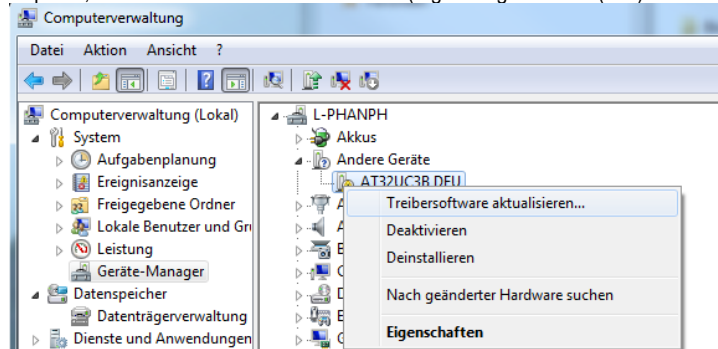 Computerverwaltung
Datei Aktion Ansicht ?
Computerverwaltung (Lokal)
System
Aufgabenplanung
Ereignisanzeige
Freigegebene Ordner
Lokale Benutzer und Gru
Leistung
Geräte-Manager
Datenspeicher
Datenträgerverwaltung
Dienste und Anwendungen
L-PHANPH
Akkus
Andere Geräte
AT32UC3B DFU
Treibersoftware aktualisieren...
Deaktivieren
Deinstallieren
Nach geänderter Hardware suchen
Eigenschaften